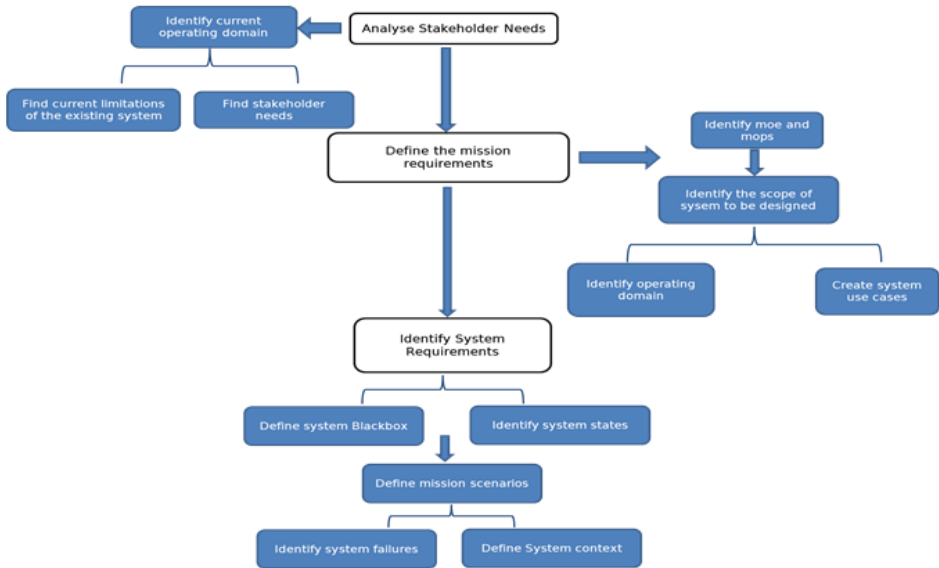 Identify current
operating domain
Analyse Stakeholder Needs
Find current limitations
of the existing system
Find stakeholder
needs
Define the mission
requirements
Identify moe and
mops
Identify the scope of
sysem to be designed
Identify operating
domain
Create system
use cases
Identify System
Requirements
Define system Blackbox
Identify system states
Define mission scenarios
Identify system failures
Define System context